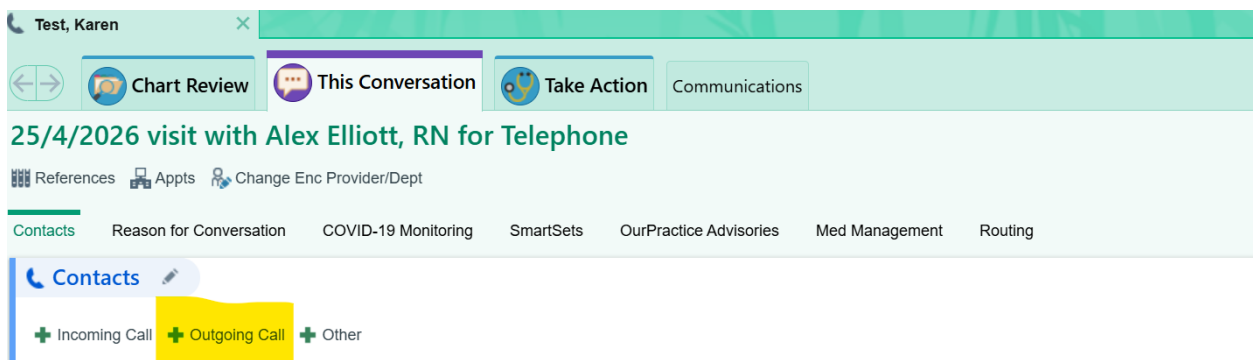 Test, Karen
Chart Review This Conversation Take Action Communications
25/4/2026 visit with Alex Elliott, RN for Telephone
References Appts Change Enc Provider/Dept
Contacts Reason for Conversation COVID-19 Monitoring SmartSets OurPractice Advisories Med Management Routing
Contacts
Incoming Call Outgoing Call Other